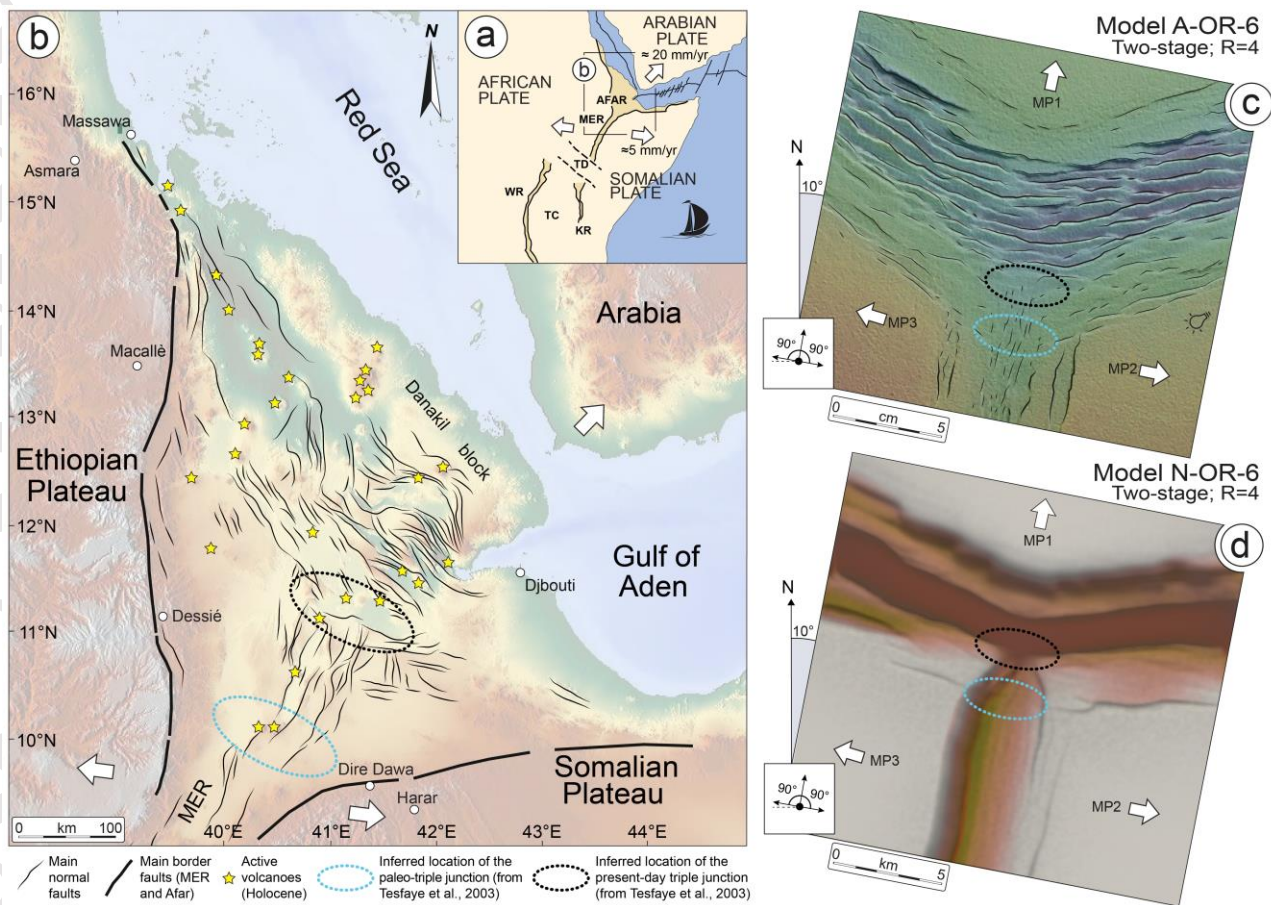 b
N
16°N
15°N
14°N
13°N
12°N
11°N
10°N
Massawa
Asmara
Red Sea
Macallè
Arabia
Danakil
block
Ethiopian
Plateau
Gulf of
Aden
Djbouti
Dessié
Dire Dawa
Harar
MER
Somalian
Plateau
0 km 100
40°E 41°E 42°E 43°E 44°E
a
ARABIAN
PLATE
≈ 20 mm/yr
b
AFRICAN
PLATE
AFAR
MER
≈5 mm/yr
TD
SOMALIAN
PLATE
WR
TC
KR
Main
normal
faults
Main border
faults (MER
and Afar)
Active
volcanoes
(Holocene)
Inferred location of the
paleo-triple junction (from
Tesfaye et al., 2003)
Inferred location of the
present-day triple junction
(from Tesfaye et al., 2003)
Model A-OR-6
Two-stage; R=4
c
MP1
N
10°
MP3
MP2
90° 90°
0 cm 5
Model N-OR-6
Two-stage; R=4
d
MP1
N
10°
MP3
MP2
90° 90°
0 km 5